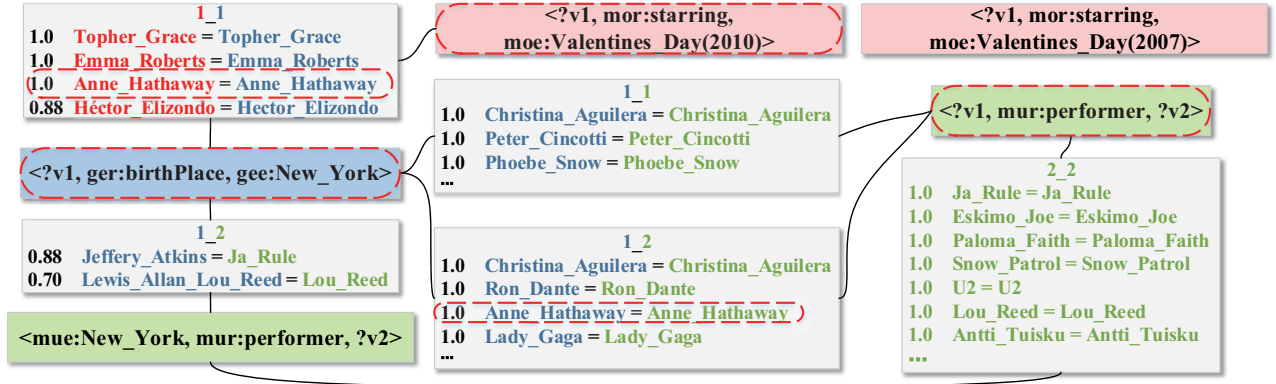 1_1
1.0 Topher_Grace = Topher_Grace
1.0 Emma_Roberts = Emma_Roberts
1.0 Anne_Hathaway = Anne_Hathaway
0.88 Héctor_Elizondo = Hector_Elizondo
<?v1, mor:starring,
moe:Valentines_Day(2010)>
<?v1, mor:starring,
moe:Valentines_Day(2007)>
<?v1, ger:birthPlace, gee:New_York>
1_1
1.0 Christina_Aguilera = Christina_Aguilera
1.0 Peter_Cincotti = Peter_Cincotti
1.0 Phoebe_Snow = Phoebe_Snow
...
<?v1, mur:performer, ?v2>
1_2
0.88 Jeffery_Atkins = Ja_Rule
0.70 Lewis_Allan_Lou_Reed = Lou_Reed
1_2
1.0 Christina_Aguilera = Christina_Aguilera
1.0 Ron_Dante = Ron_Dante
1.0 Anne_Hathaway = Anne_Hathaway
1.0 Lady_Gaga = Lady_Gaga
...
2_2
1.0 Ja_Rule = Ja_Rule
1.0 Eskimo_Joe = Eskimo_Joe
1.0 Paloma_Faith = Paloma_Faith
1.0 Snow_Patrol = Snow_Patrol
1.0 U2 = U2
1.0 Lou_Reed = Lou_Reed
1.0 Antti_Tuisku = Antti_Tuisku
...
<mue:New_York, mur:performer, ?v2>